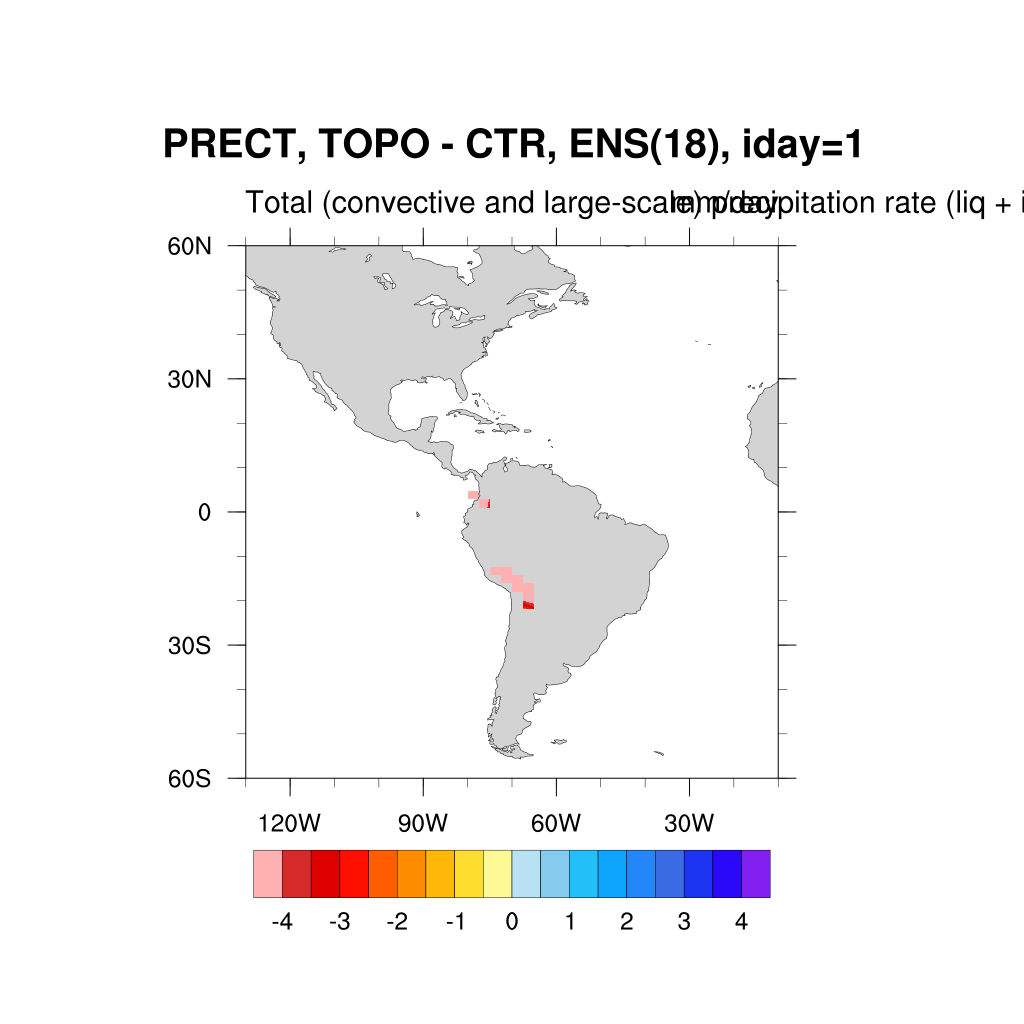 PRECT, TOPO - CTR, ENS(18), iday=1
Total (convective and large-scale) precipitation rate (liq + i
mm/day
60N
30N
0
30S
60S
120W 90W 60W 30W
-4 -3 -2 -1 0 1 2 3 4